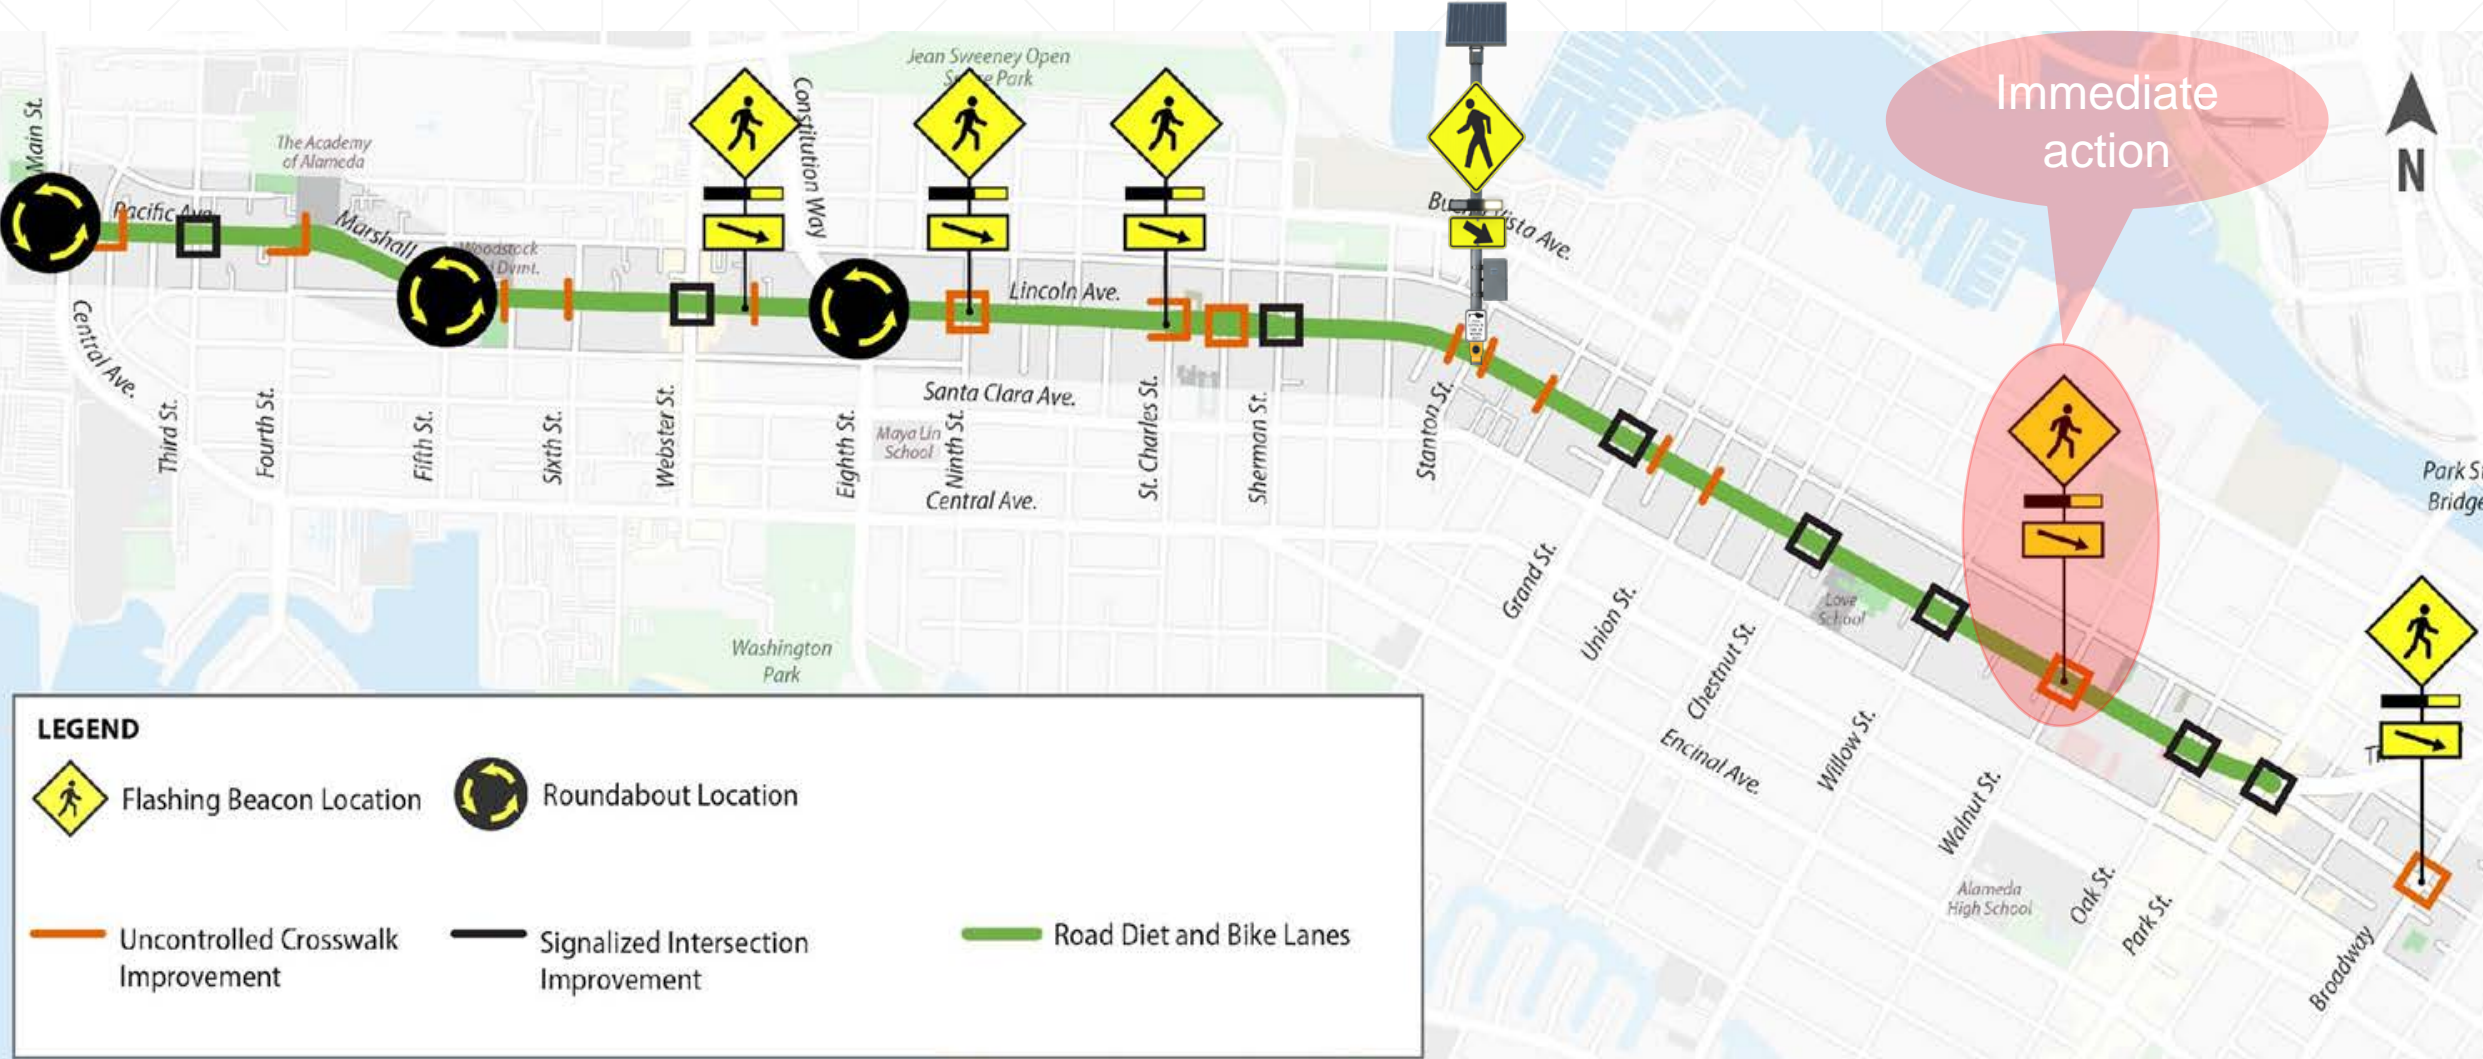 Immediate
action
N
Jean Sweeney Open
Park
The Academy
of Alameda
Main St.
Constitution Way
Pacific Ave
Marshall
Woodstock
Vista Ave.
Lincoln Ave.
Central Ave.
Santa Clara Ave.
Maya Lin
School
Central Ave.
Third St.
Fourth St.
Fifth St.
Sixth St.
Webster St.
Eighth St.
Ninth St.
St. Charles St.
Sherman St.
Stanton St.
Grand St.
Union St.
Chestnut St.
Willow St.
Walnut St.
Oak St.
Park St.
Broadway
Encinal Ave.
Love
School
Park St
Bridge
Washington
Park
Alameda
High School
LEGEND
Flashing Beacon Location
Roundabout Location
Uncontrolled Crosswalk
Improvement
Signalized Intersection
Improvement
Road Diet and Bike Lanes